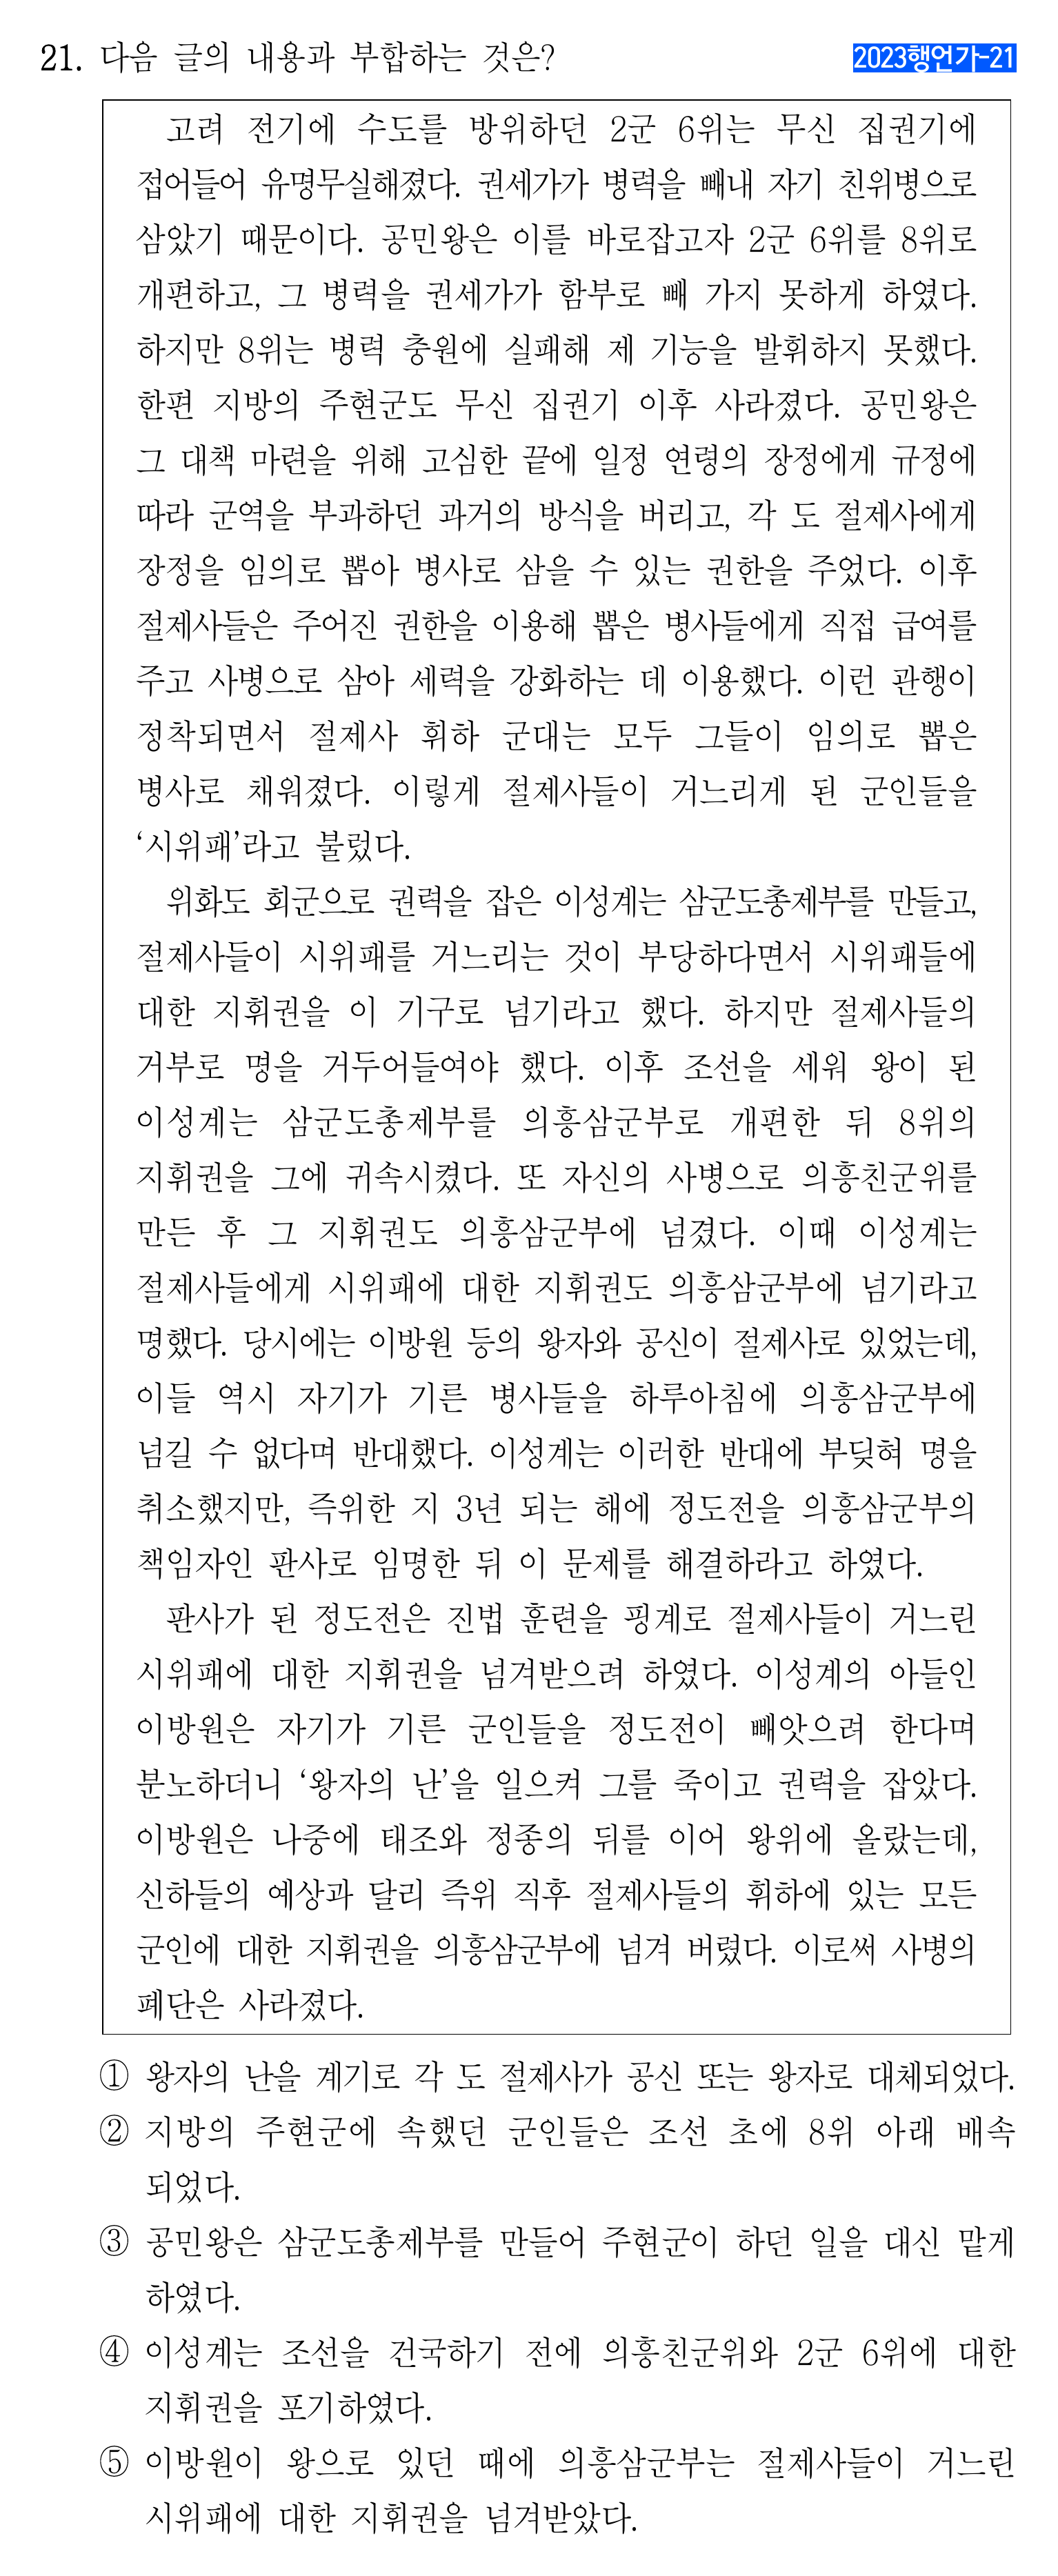 21. 다음 글의 내용과 부합하는 것은?
2023행언가-21
고려 전기에 수도를 방위하던 2군 6위는 무신 집권기에
접어들어 유명무실해졌다. 권세가가 병력을 빼내 자기 친위병으로
삼았기 때문이다. 공민왕은 이를 바로잡고자 2군 6위를 8위로
개편하고, 그 병력을 권세가가 함부로 빼 가지 못하게 하였다.
하지만 8위는 병력 충원에 실패해 제 기능을 발휘하지 못했다.
한편 지방의 주현군도 무신 집권기 이후 사라졌다. 공민왕은
그 대책 마련을 위해 고심한 끝에 일정 연령의 장정에게 규정에
따라 군역을 부과하던 과거의 방식을 버리고, 각 도 절제사에게
장정을 임의로 뽑아 병사로 삼을 수 있는 권한을 주었다. 이후
절제사들은 주어진 권한을 이용해 뽑은 병사들에게 직접 급여를
주고 사병으로 삼아 세력을 강화하는 데 이용했다. 이런 관행이
정착되면서 절제사 휘하 군대는 모두 그들이 임의로 뽑은
병사로 채워졌다. 이렇게 절제사들이 거느리게 된 군인들을
‘시위패’라고 불렀다.
위화도 회군으로 권력을 잡은 이성계는 삼군도총제부를 만들고,
절제사들이 시위패를 거느리는 것이 부당하다면서 시위패들에
대한 지휘권을 이 기구로 넘기라고 했다. 하지만 절제사들의
거부로 명을 거두어들여야 했다. 이후 조선을 세워 왕이 된
이성계는 삼군도총제부를 의흥삼군부로 개편한 뒤 8위의
지휘권을 그에 귀속시켰다. 또 자신의 사병으로 의흥친군위를
만든 후 그 지휘권도 의흥삼군부에 넘겼다. 이때 이성계는
절제사들에게 시위패에 대한 지휘권도 의흥삼군부에 넘기라고
명했다. 당시에는 이방원 등의 왕자와 공신이 절제사로 있었는데,
이들 역시 자기가 기른 병사들을 하루아침에 의흥삼군부에
넘길 수 없다며 반대했다. 이성계는 이러한 반대에 부딪혀 명을
취소했지만, 즉위한 지 3년 되는 해에 정도전을 의흥삼군부의
책임자인 판사로 임명한 뒤 이 문제를 해결하라고 하였다.
판사가 된 정도전은 진법 훈련을 핑계로 절제사들이 거느린
시위패에 대한 지휘권을 넘겨받으려 하였다. 이성계의 아들인
이방원은 자기가 기른 군인들을 정도전이 빼앗으려 한다며
분노하더니 ‘왕자의 난’을 일으켜 그를 죽이고 권력을 잡았다.
이방원은 나중에 태조와 정종의 뒤를 이어 왕위에 올랐는데,
신하들의 예상과 달리 즉위 직후 절제사들의 휘하에 있는 모든
군인에 대한 지휘권을 의흥삼군부에 넘겨 버렸다. 이로써 사병의
폐단은 사라졌다.
① 왕자의 난을 계기로 각 도 절제사가 공신 또는 왕자로 대체되었다.
② 지방의 주현군에 속했던 군인들은 조선 초에 8위 아래 배속
되었다.
③ 공민왕은 삼군도총제부를 만들어 주현군이 하던 일을 대신 맡게
하였다.
④ 이성계는 조선을 건국하기 전에 의흥친군위와 2군 6위에 대한
지휘권을 포기하였다.
⑤ 이방원이 왕으로 있던 때에 의흥삼군부는 절제사들이 거느린
시위패에 대한 지휘권을 넘겨받았다.